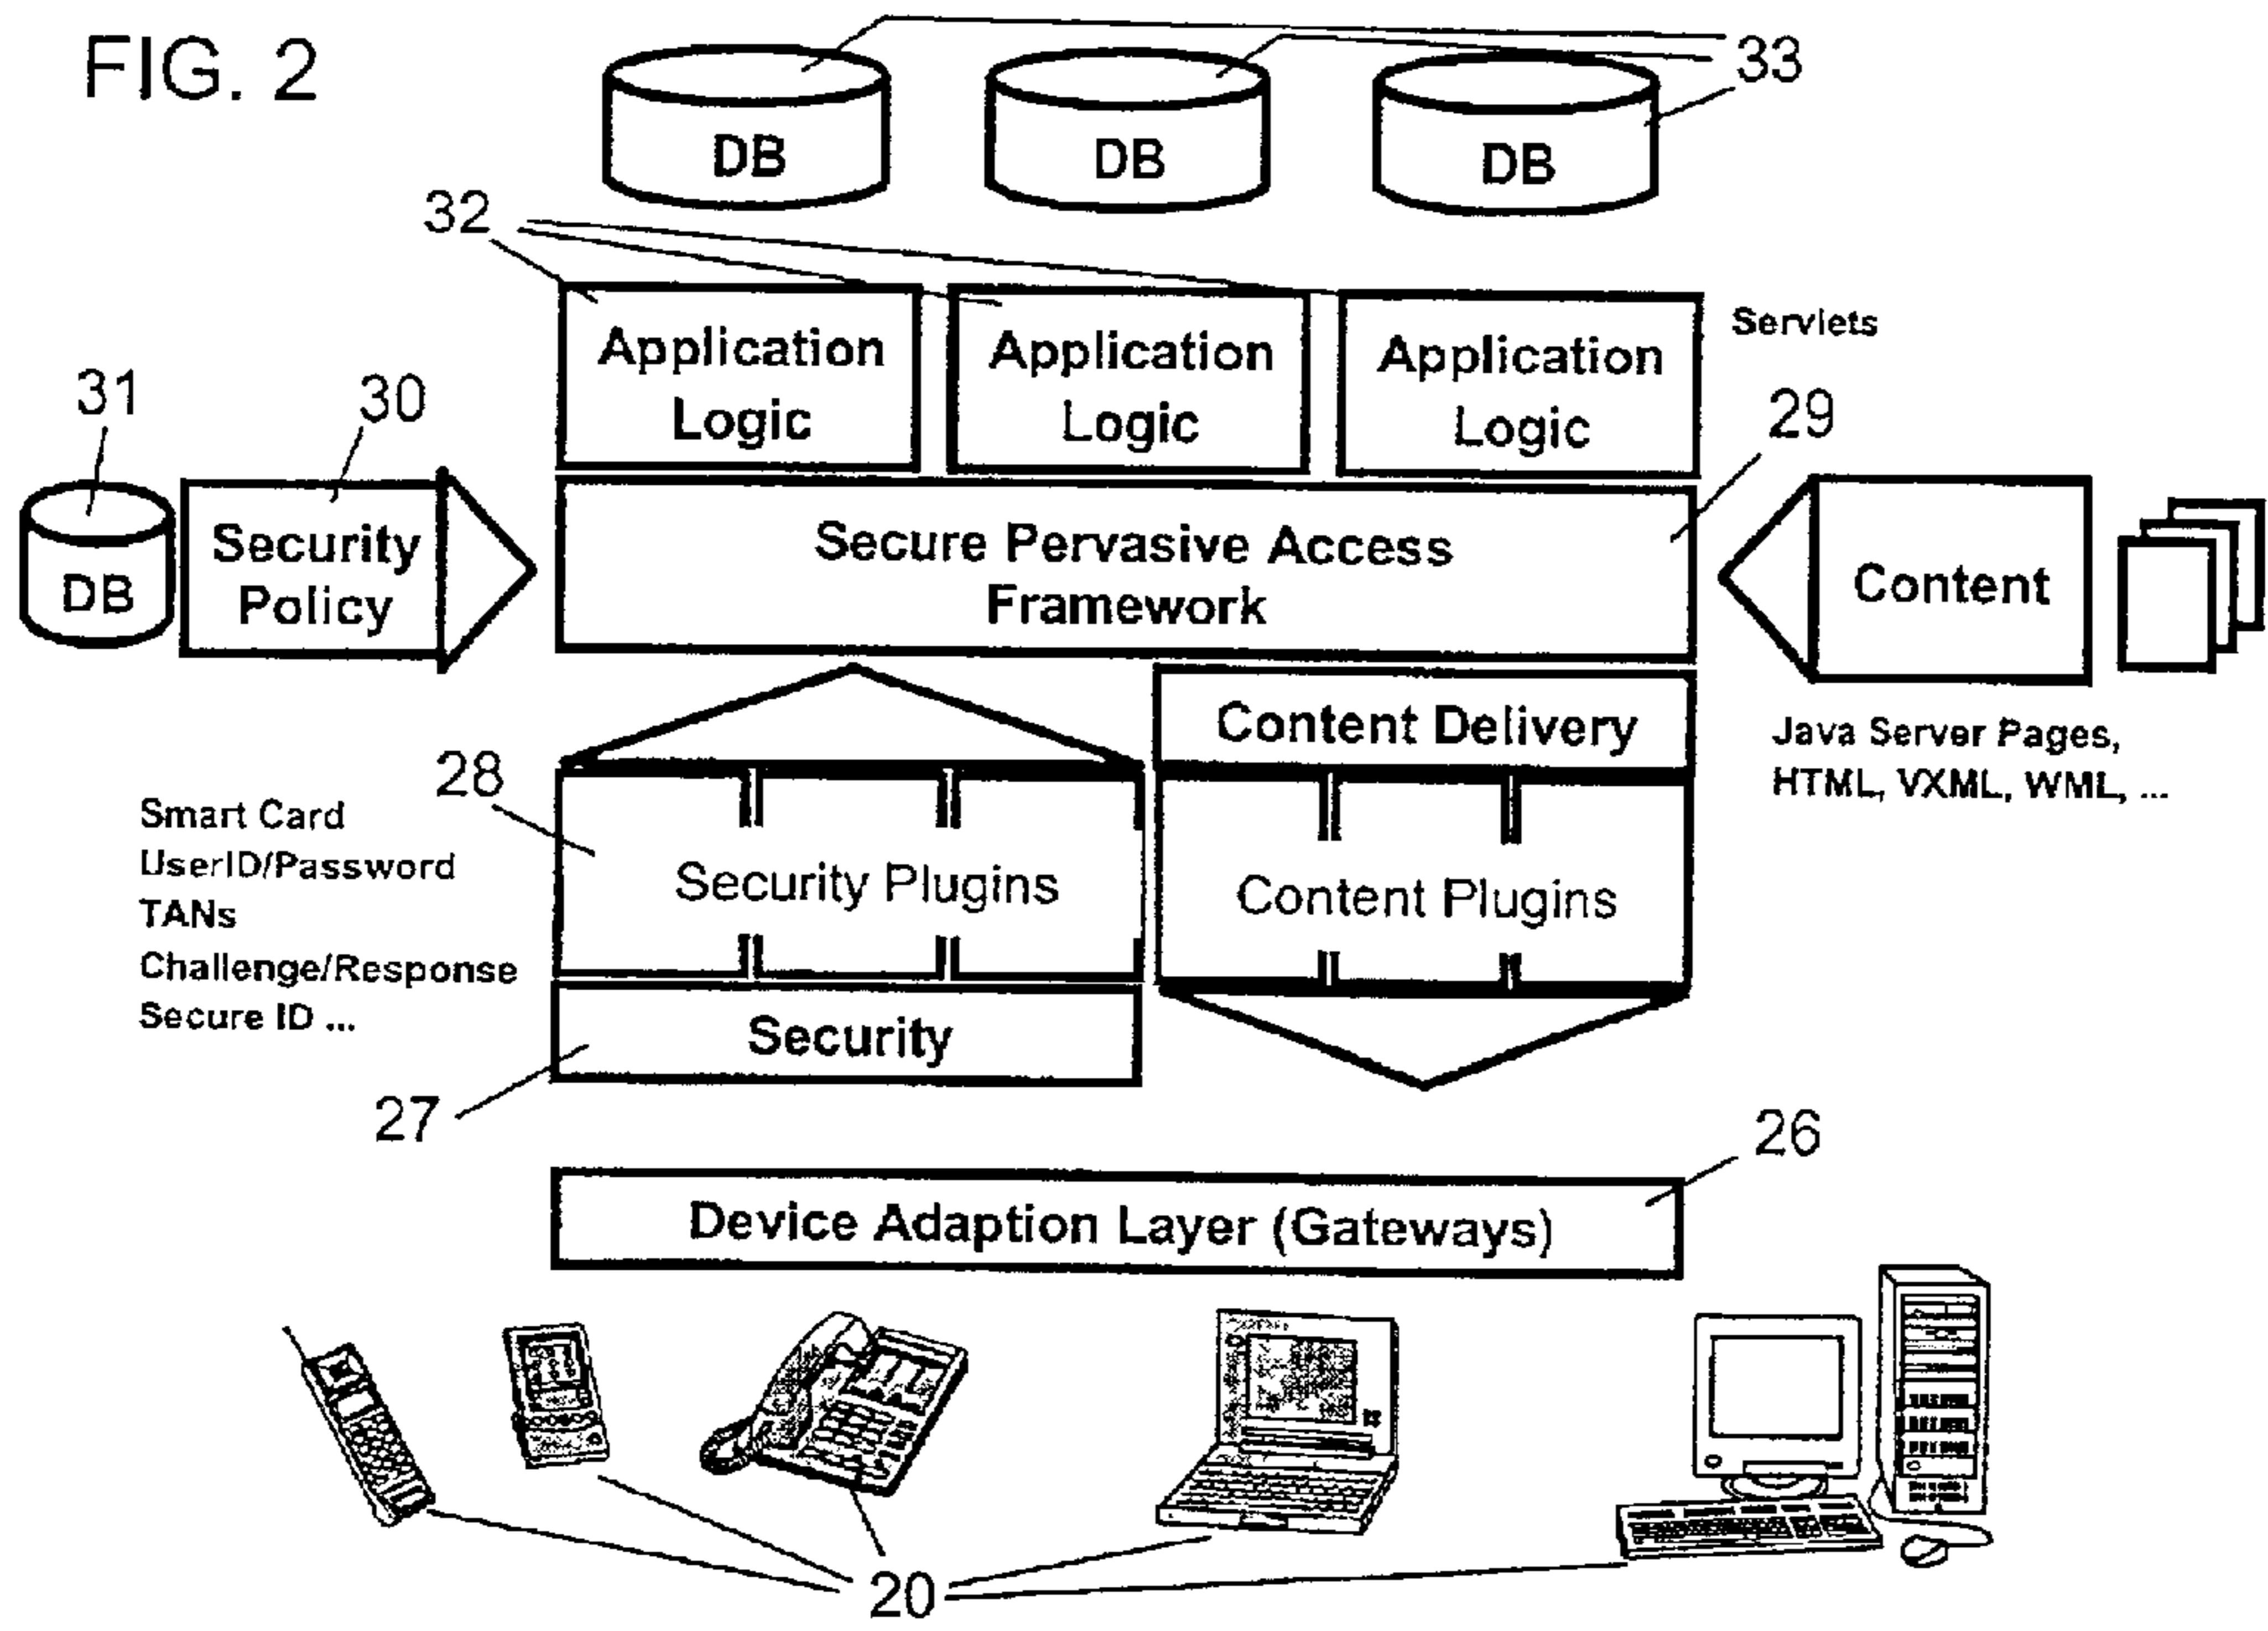 FIG. 2
33
DB
DB
DB
32
Application
Logic
Application
Logic
Application
Logic
Servlets
31
30
29
DB
Security
Policy
Secure Pervasive Access
Framework
Content
Content Delivery
Java Server Pages,
HTML, VXML, WML, ...
28
Smart Card
UserID/Password
TANs
Challenge/Response
Secure ID ...
Security Plugins
Content Plugins
Security
27
26
Device Adaption Layer (Gateways)
20